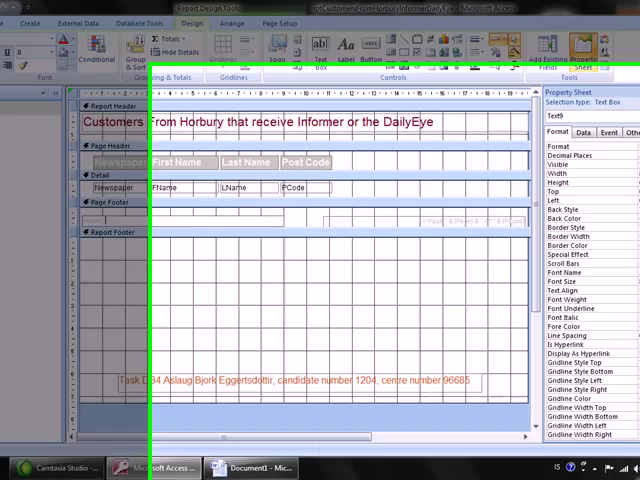 Report Design Tools
rptCustomersFromHorburyInformerDailyEye - Microsoft Access
Create
External Data
Database Tools
Design
Arrange
Page Setup
Conditional
Group & Sort
Totals
Hide Details
Gridlines
Logo
Text Box
Label
Button
Add Existing Fields
Property Sheet
Font
Grouping & Totals
Gridlines
Controls
Tools
Report Header
Customers From Horbury that receive Informer or the DailyEye
Page Header
Newspaper First Name Last Name Post Code
Detail
Newspaper FName LName PCode
Page Footer
="Page " & [Page] & " of " & [Pages]
Report Footer
Task D34 Aslaug Bjork Eggertsdottir, candidate number 1204, centre number 96685
Property Sheet
Selection type: Text Box
Text9
Format Data Event Othe
Format
Decimal Places
Visible
Width
Height
Top
Left
Back Style
Back Color
Border Style
Border Width
Border Color
Special Effect
Scroll Bars
Font Name
Font Size
Text Align
Font Weight
Font Underline
Font Italic
Fore Color
Line Spacing
Is Hyperlink
Display As Hyperlink
Gridline Style Top
Gridline Style Bottom
Gridline Style Left
Gridline Style Right
Gridline Color
Gridline Width Top
Gridline Width Bottom
Gridline Width Left
Gridline Width Right
Camtasia Studio -...
Microsoft Access ...
Document1 - Mic...
IS